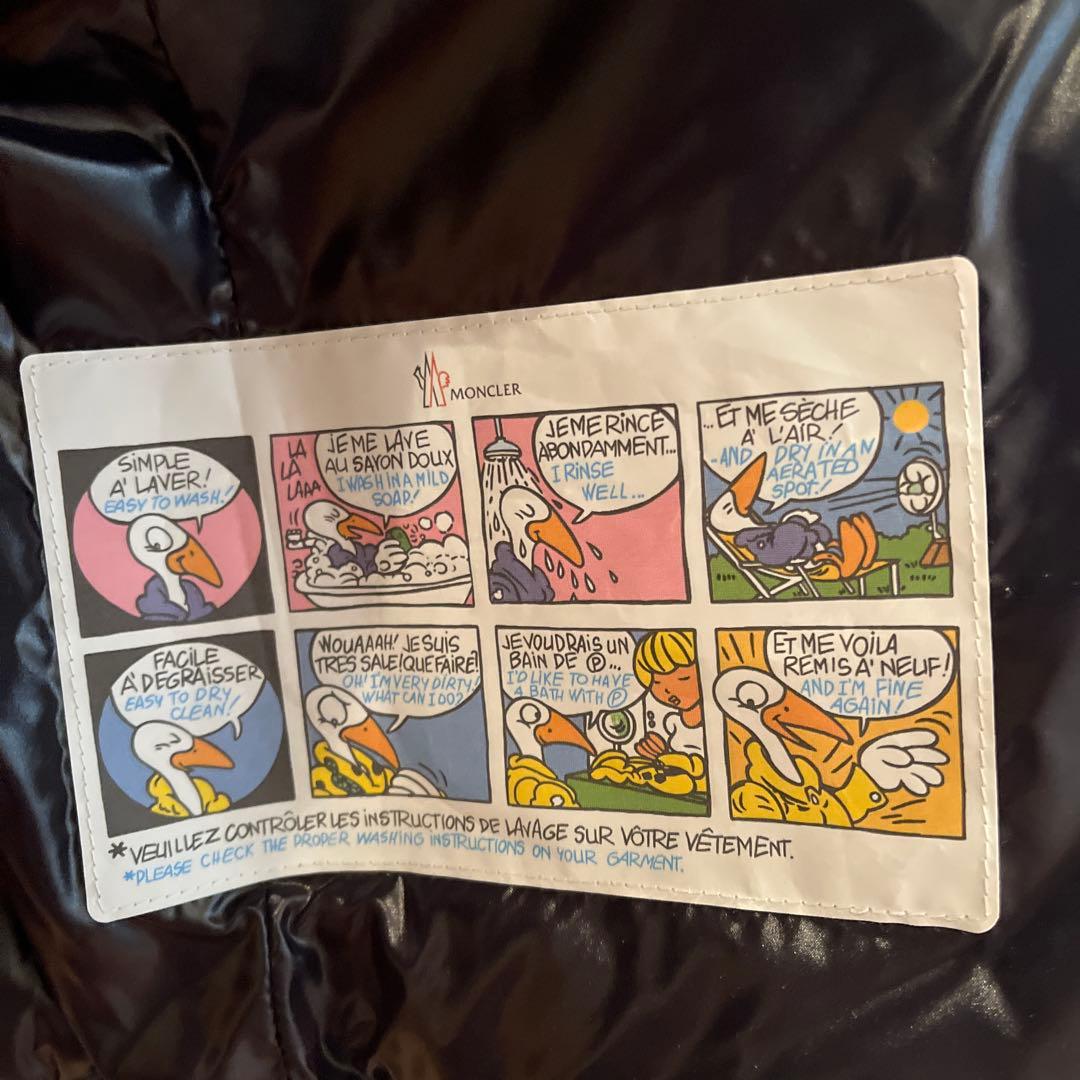 MONCLER
SIMPLE
A' LAVER!
EASY TO WASH!
LA
LA
LAAA
JE ME LAVE
AU SAVON DOUX
I WASH IN A MILD
SOAP!
JE ME RINCE
ABONDAMMENT...
I RINSE
WELL...
...ET ME SÈCHE
A' L'AIR!
...AND DRY IN AN
AERATED
SPOT!
FACILE
A' DEGRAISSER
EASY TO DRY
CLEAN!
WOUAAAH! JE SUIS
TRES SALE! QUE FAIRE?
OH! I'M VERY DIRTY!
WHAT CAN I DO?
JE VOUDRAIS UN
BAIN DE Ⓟ...
I'D LIKE TO HAVE
A BATH WITH Ⓟ
ET ME VOILA
REMIS A' NEUF!
AND I'M FINE
AGAIN!
*VEUILLEZ CONTRÔLER LES INSTRUCTIONS DE LAVAGE SUR VÔTRE VÊTEMENT.
*PLEASE CHECK THE PROPER WASHING INSTRUCTIONS ON YOUR GARMENT.